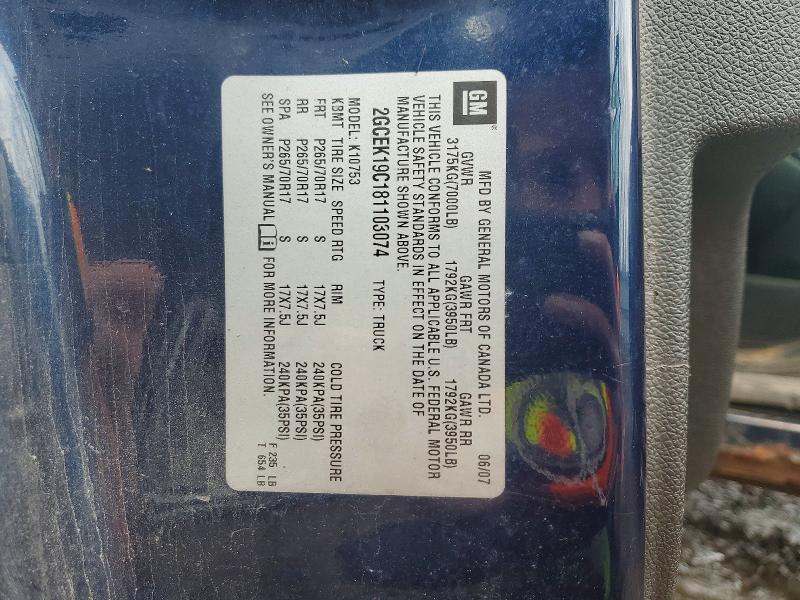 GM
MFD BY GENERAL MOTORS OF CANADA LTD. 06/07
GVWR GAWR FRT GAWR RR
3175KG(7000LB) 1792KG(3950LB) 1792KG(3950LB)
THIS VEHICLE CONFORMS TO ALL APPLICABLE U.S. FEDERAL MOTOR
VEHICLE SAFETY STANDARDS IN EFFECT ON THE DATE OF
MANUFACTURE SHOWN ABOVE.
2GCEK19C181103074 TYPE: TRUCK
MODEL: K10753
KBMT TIRE SIZE SPEED RTG RIM COLD TIRE PRESSURE
FRT P265/70R17 S 17X7.5J 240KPA(35PSI)
RR P265/70R17 S 17X7.5J 240KPA(35PSI)
SPA P265/70R17 S 17X7.5J 240KPA(35PSI)
SEE OWNER'S MANUAL i FOR MORE INFORMATION.
F 235 LB
T 654 LB